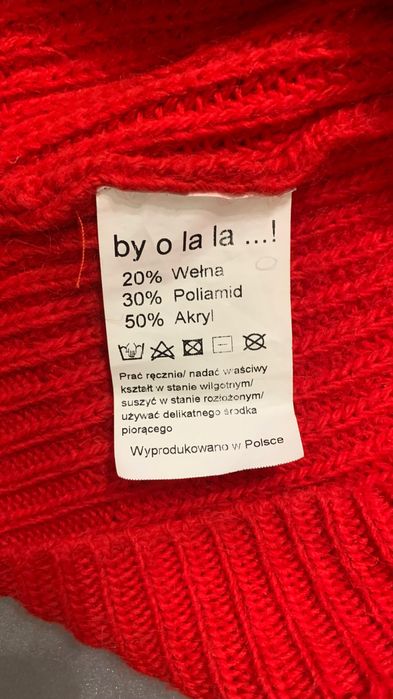 by o la la ...!
20% Wełna
30% Poliamid
50% Akryl
Prać ręcznie/ nadać właściwy
kształt w stanie wilgotnym/
suszyć w stanie rozłożonym/
używać delikatnego środka
piorącego
Wyprodukowano w Polsce